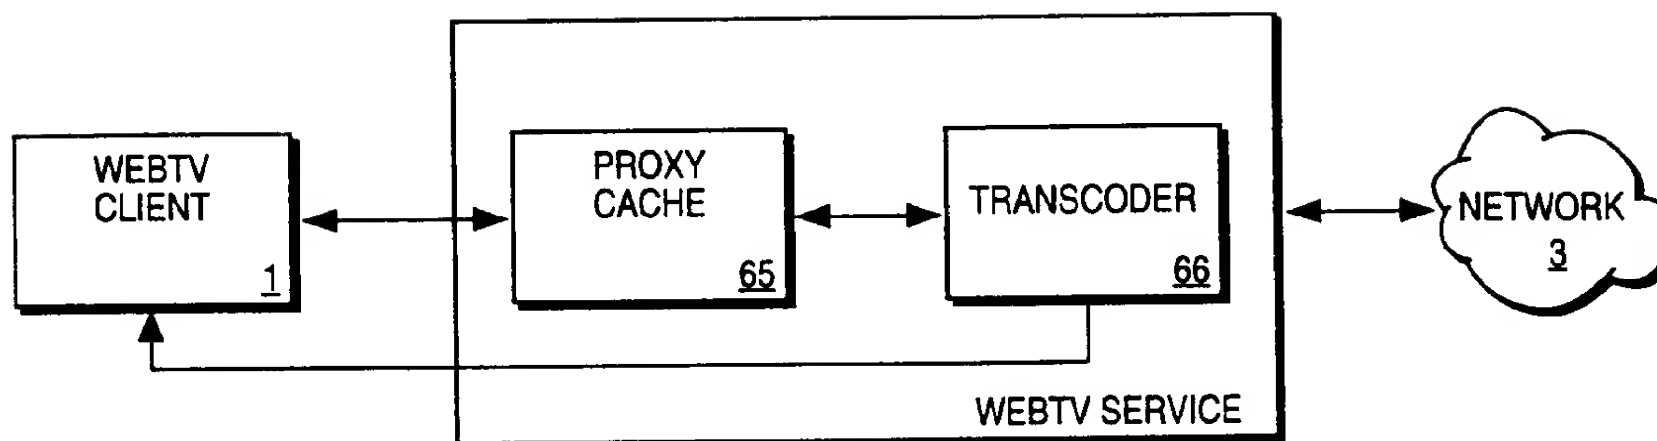 WEBTV
CLIENT
1
PROXY
CACHE
65
TRANSCODER
66
NETWORK
3
WEBTV SERVICE